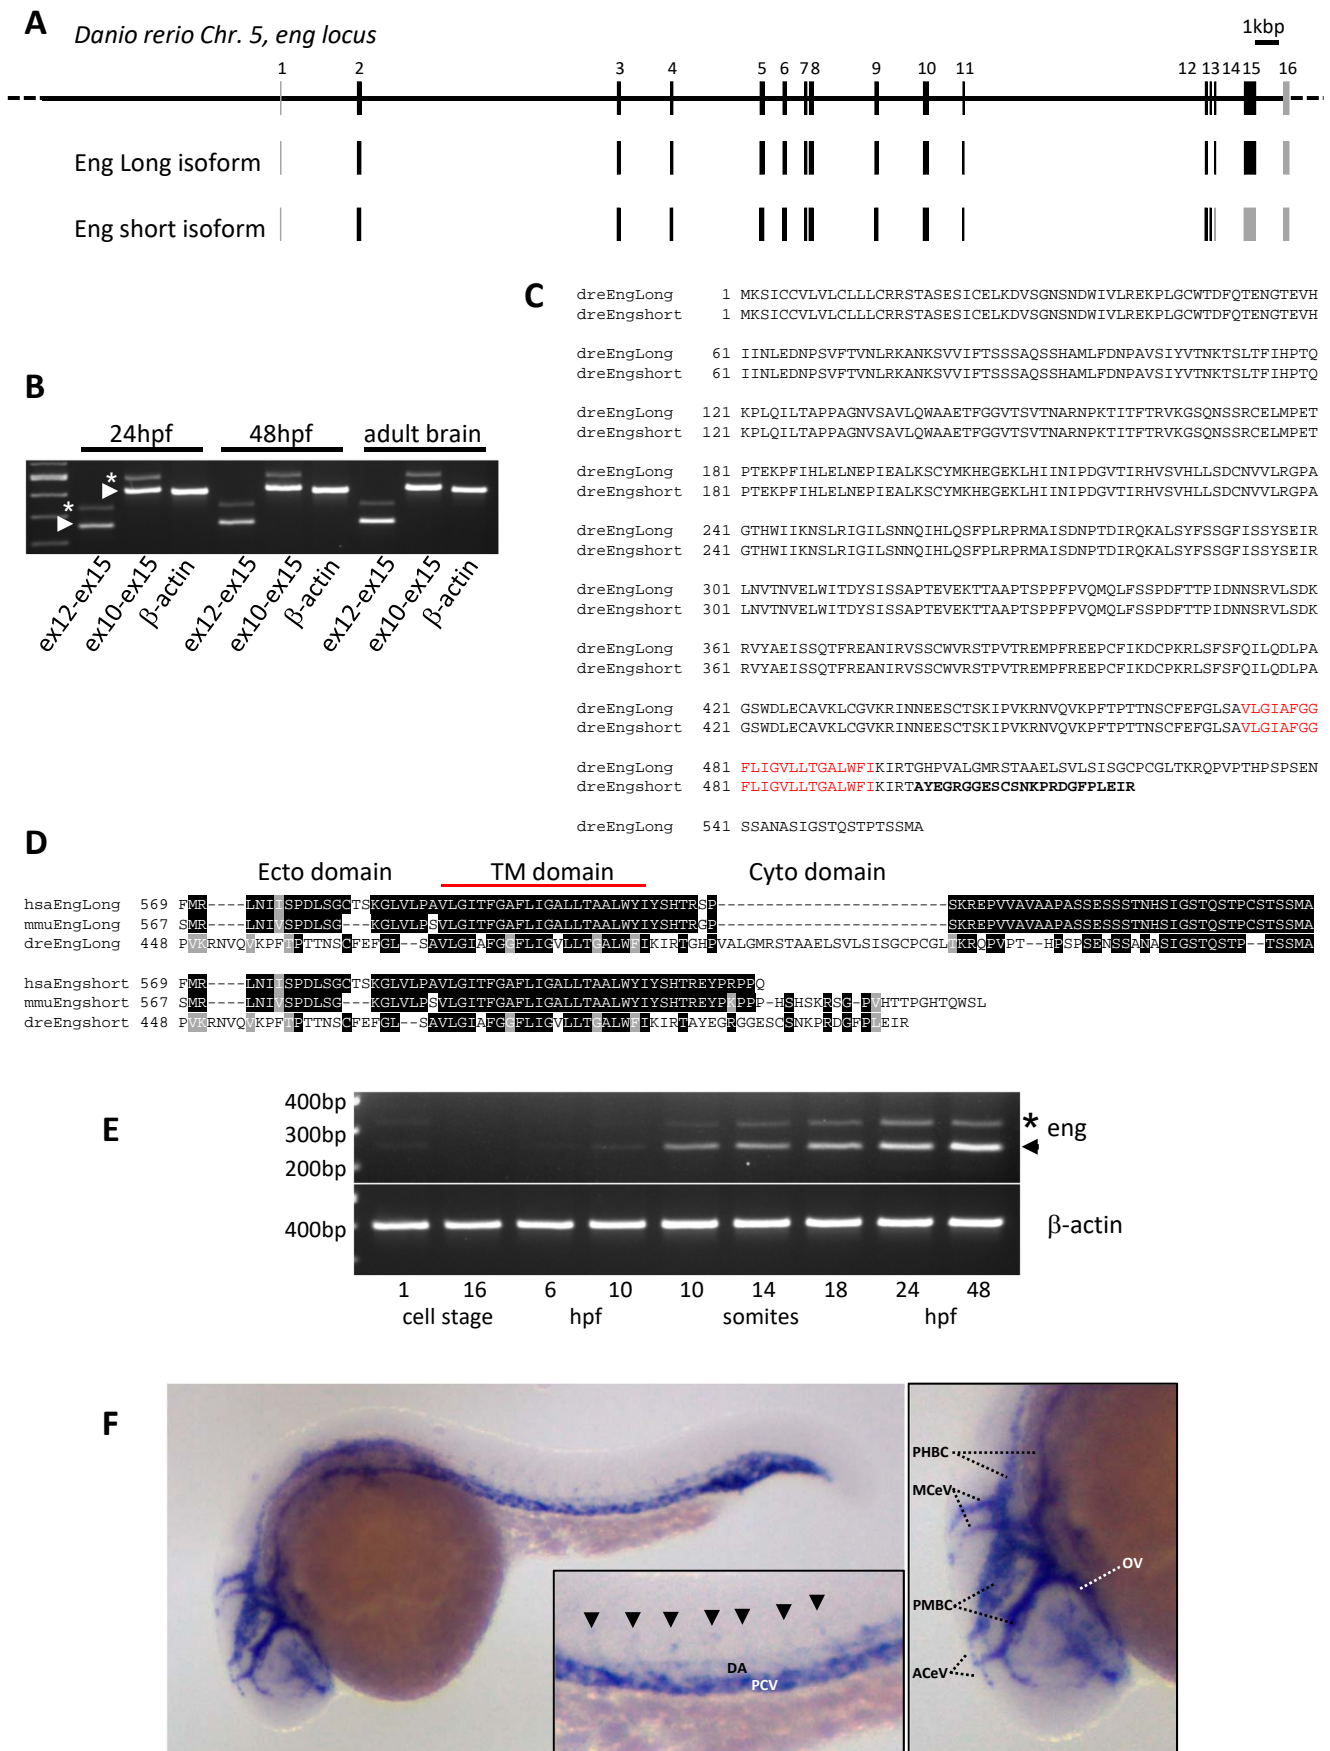 A
Danio rerio Chr. 5, eng locus
1kbp
1 2 3 4 5 6 7 8 9 10 11 12 13 14 15 16
Eng Long isoform
Eng short isoform
C
dreEngLong 1 MKSICCVLVLCLLLCRRSTASESICELKDVSGNSNDWIVLREKPLGCWTDFQTENGTEVH
dreEngshort 1 MKSICCVLVLCLLLCRRSTASESICELKDVSGNSNDWIVLREKPLGCWTDFQTENGTEVH
dreEngLong 61 IINLEDNPSVFTVNLRKANKSVVIFTSSSAQSSHAMLFDNPAVSIYVTNKTSLTFIHPTQ
dreEngshort 61 IINLEDNPSVFTVNLRKANKSVVIFTSSSAQSSHAMLFDNPAVSIYVTNKTSLTFIHPTQ
dreEngLong 121 KPLQILTAPPAGNVSAVLQWAAETFGGVTSVTNARNPKTITFTRVKGSQNSSRCELMPET
dreEngshort 121 KPLQILTAPPAGNVSAVLQWAAETFGGVTSVTNARNPKTITFTRVKGSQNSSRCELMPET
dreEngLong 181 PTEKPFIHLELNEPIEALKSCYMKHEGEKLHIINIPDGVTIRHVSVHLLSDCNVVLRGPA
dreEngshort 181 PTEKPFIHLELNEPIEALKSCYMKHEGEKLHIINIPDGVTIRHVSVHLLSDCNVVLRGPA
dreEngLong 241 GTHWIIKNSLRIGILSNNQIHLQSFPLRPRMAISDNPTDIRQKALSYFSSGFISSYSEIR
dreEngshort 241 GTHWIIKNSLRIGILSNNQIHLQSFPLRPRMAISDNPTDIRQKALSYFSSGFISSYSEIR
dreEngLong 301 LNVTNVELWITDYSISSAPTEVEKTTAAPTSPPFPVQMQLFSSPDFTTPIDNNSRVLSDK
dreEngshort 301 LNVTNVELWITDYSISSAPTEVEKTTAAPTSPPFPVQMQLFSSPDFTTPIDNNSRVLSDK
dreEngLong 361 RVYAEISSQTFREANIRVSSCWVRSTPVTREMPFREEPCFIKDCPKRLSFSFQILQDLPA
dreEngshort 361 RVYAEISSQTFREANIRVSSCWVRSTPVTREMPFREEPCFIKDCPKRLSFSFQILQDLPA
dreEngLong 421 GSWDLECAVKLCGVKRINNEESCTSKIPVKRNVQVKPFTPTTNSCFEFGLSAVLGIAFGG
dreEngshort 421 GSWDLECAVKLCGVKRINNEESCTSKIPVKRNVQVKPFTPTTNSCFEFGLSAVLGIAFGG
dreEngLong 481 FLIGVLLTGALWFIKIRTGHPVALGMRSTAAELSVLSISGCPCGLTKRQPVPTHPSPSEN
dreEngshort 481 FLIGVLLTGALWFIKIRTAYEGRGGESCSNKPRDGFPLEIR
dreEngLong 541 SSANASIGSTQSTPTSSMA
B
24hpf 48hpf adult brain
*
*
ex12-ex15 ex10-ex15 β-actin ex12-ex15 ex10-ex15 β-actin ex12-ex15 ex10-ex15 β-actin
D
Ecto domain TM domain Cyto domain
hsaEngLong 569 FMR----LNIISPDLSGCTSKGLVLPAVLGITFGAFLIGALLTAALWYIYSHTRSP------------------------SKREPVVAVAAPASSESSSTNHSIGSTQSTPCSTSSMA
mmuEngLong 567 SMR----LNIVSPDLSG---KGLVLPSVLGITFGAFLIGALLTAALWYIYSHTRGP------------------------SKREPVVAVAAPASSESSSTNHSIGSTQSTPCSTSSMA
dreEngLong 448 PVKRNVQVKPFTPTTNSCFEFGL--SAVLGIAFGGFLIGVLLTGALWFIKIRTGHPVALGMRSTAAELSVLSISGCPCGLTKRQPVPT--HPSPSENSSANASIGSTQSTP--TSSMA
hsaEngshort 569 FMR----LNIISPDLSGCTSKGLVLPAVLGITFGAFLIGALLTAALWYIYSHTREYPRPPQ
mmuEngshort 567 SMR----LNIVSPDLSG---KGLVLPSVLGITFGAFLIGALLTAALWYIYSHTREYPKPPP-HSHSKRSG-PVHTTPGHTQWSL
dreEngshort 448 PVKRNVQVKPFTPTTNSCFEFGL--SAVLGIAFGGFLIGVLLTGALWFIKIRTAYEGRGGESCSNKPRDGFPLEIR
E
400bp
300bp
200bp
* eng
400bp
β-actin
1 16 6 10 10 14 18 24 48
cell stage hpf somites hpf
F
PHBC
MCeV
OV
PMBC
ACeV
DA
PCV